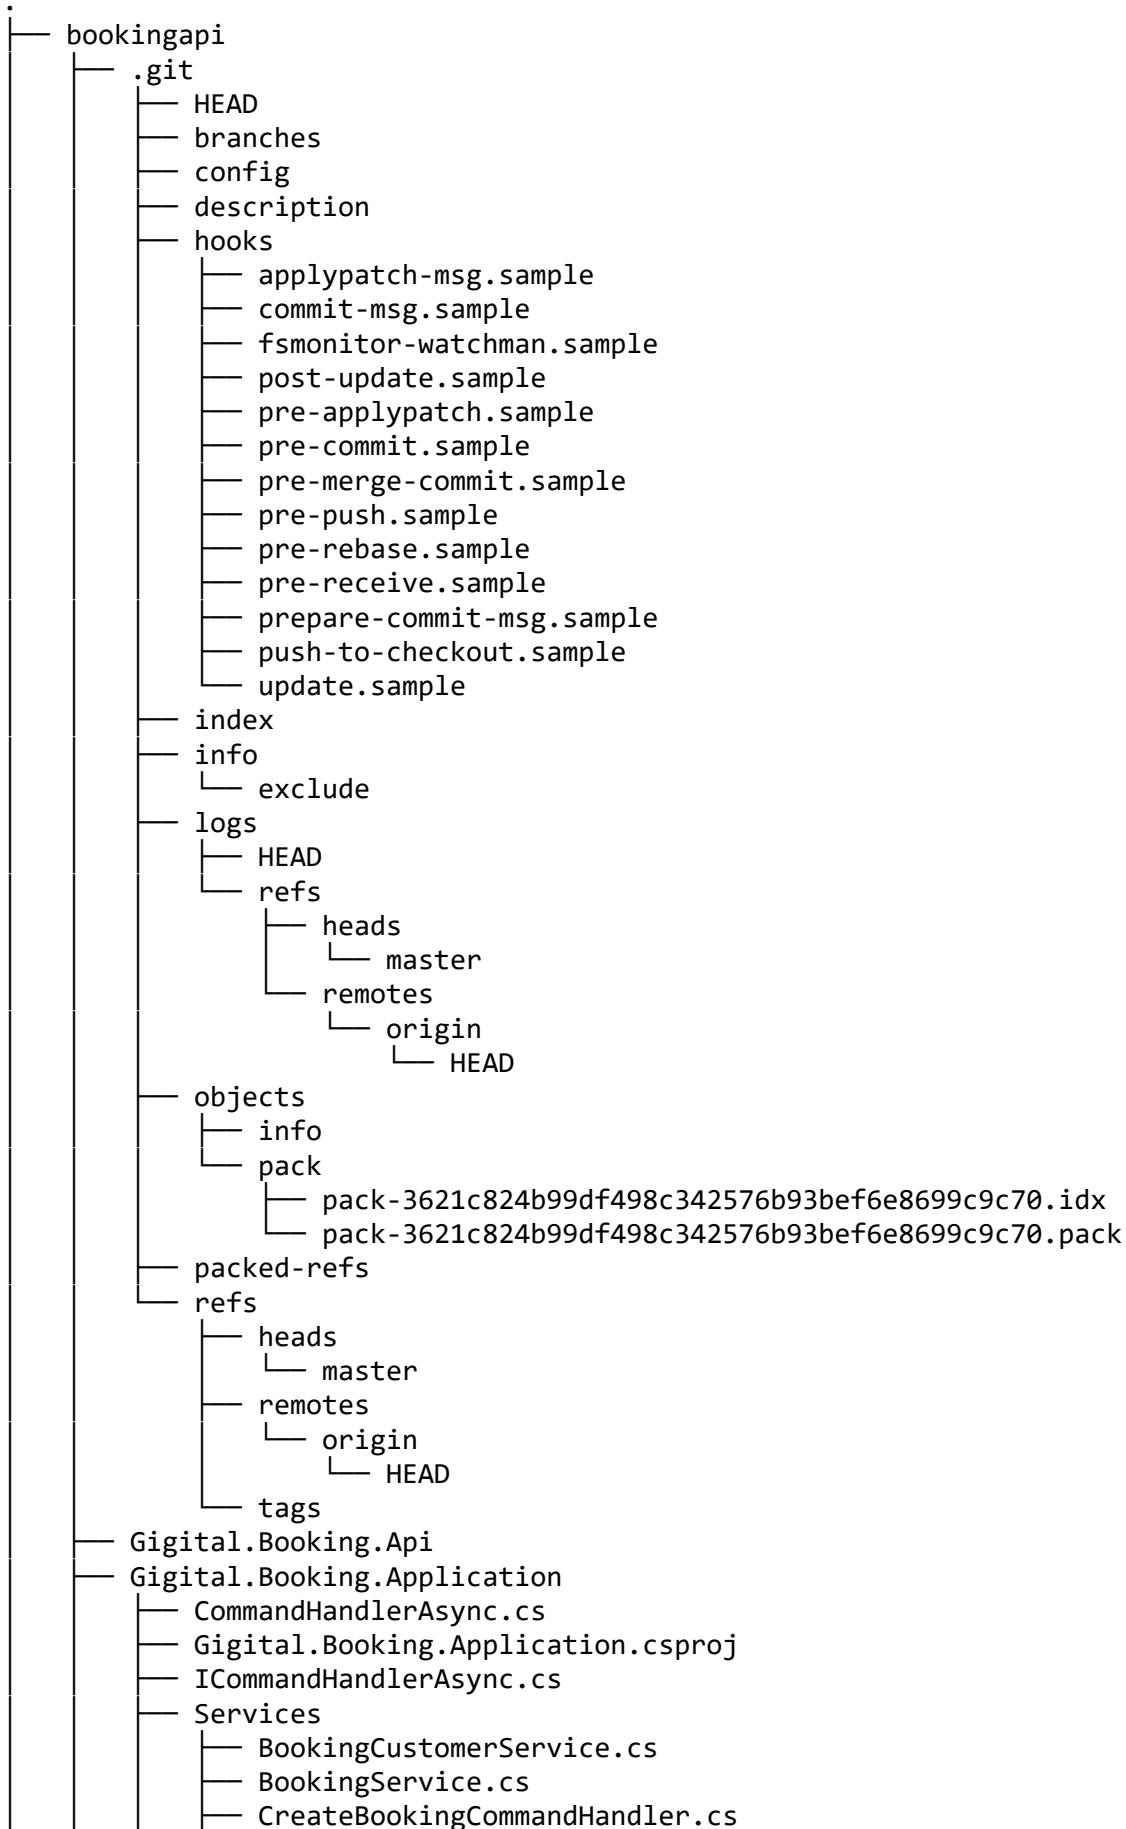 .
├── bookingapi
│   ├── .git
│   │   ├── HEAD
│   │   ├── branches
│   │   ├── config
│   │   ├── description
│   │   ├── hooks
│   │   │   ├── applypatch-msg.sample
│   │   │   ├── commit-msg.sample
│   │   │   ├── fsmonitor-watchman.sample
│   │   │   ├── post-update.sample
│   │   │   ├── pre-applypatch.sample
│   │   │   ├── pre-commit.sample
│   │   │   ├── pre-merge-commit.sample
│   │   │   ├── pre-push.sample
│   │   │   ├── pre-rebase.sample
│   │   │   ├── pre-receive.sample
│   │   │   ├── prepare-commit-msg.sample
│   │   │   ├── push-to-checkout.sample
│   │   │   └── update.sample
│   │   ├── index
│   │   ├── info
│   │   │   └── exclude
│   │   ├── logs
│   │   │   ├── HEAD
│   │   │   └── refs
│   │   │       ├── heads
│   │   │       │   └── master
│   │   │       └── remotes
│   │   │           └── origin
│   │   │               └── HEAD
│   │   ├── objects
│   │   │   ├── info
│   │   │   └── pack
│   │   │       ├── pack-3621c824b99df498c342576b93bef6e8699c9c70.idx
│   │   │       └── pack-3621c824b99df498c342576b93bef6e8699c9c70.pack
│   │   ├── packed-refs
│   │   └── refs
│   │       ├── heads
│   │       │   └── master
│   │       ├── remotes
│   │       │   └── origin
│   │       │       └── HEAD
│   │       └── tags
│   ├── Gigital.Booking.Api
│   ├── Gigital.Booking.Application
│   │   ├── CommandHandlerAsync.cs
│   │   ├── Gigital.Booking.Application.csproj
│   │   ├── ICommandHandlerAsync.cs
│   │   ├── Services
│   │   │   ├── BookingCustomerService.cs
│   │   │   ├── BookingService.cs
│   │   │   ├── CreateBookingCommandHandler.cs